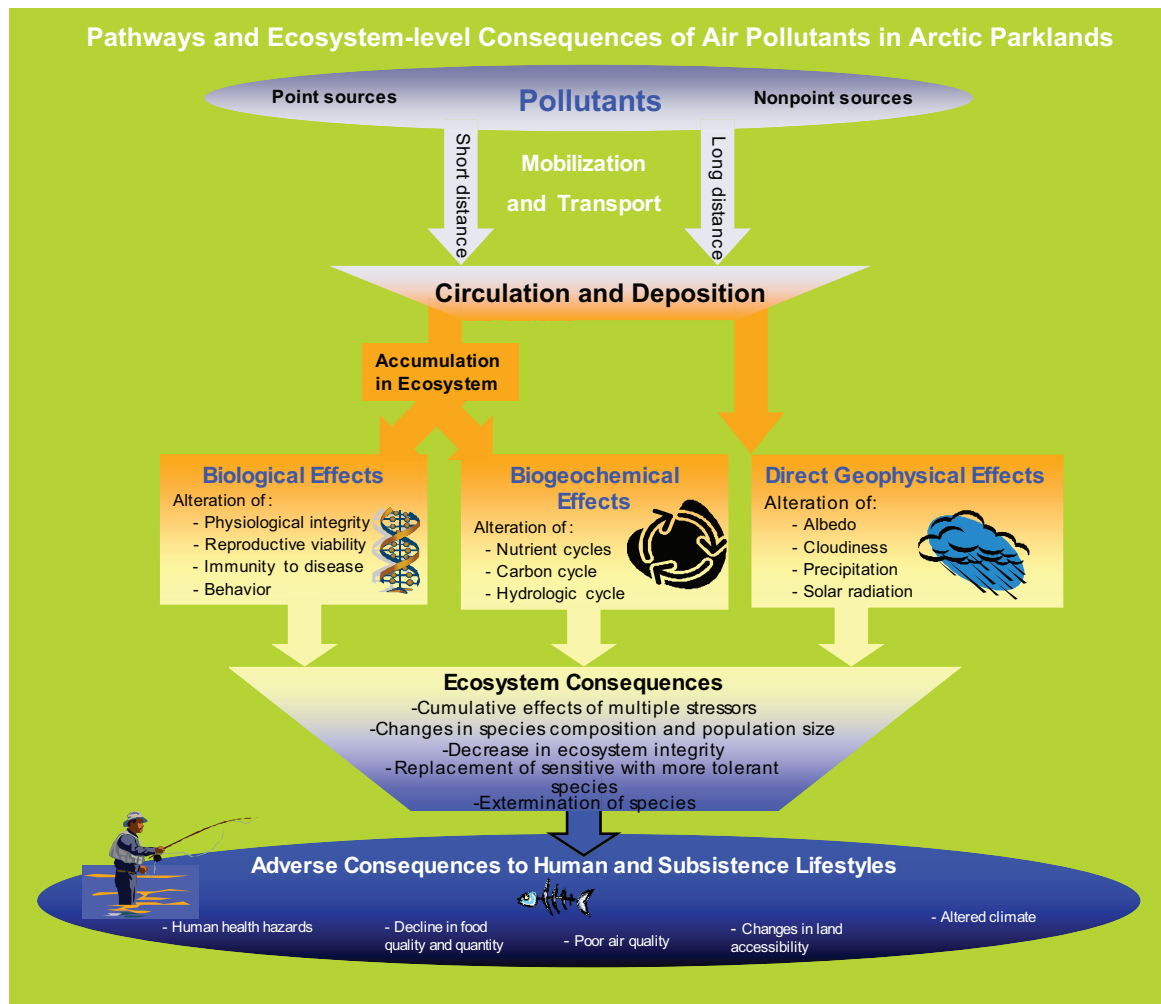 Pathways and Ecosystem-level Consequences of Air Pollutants in Arctic Parklands
Point sources
Pollutants
Nonpoint sources
Short distance
Mobilization
and Transport
Long distance
Circulation and Deposition
Accumulation
in Ecosystem
Biological Effects
Alteration of:
- Physiological integrity
- Reproductive viability
- Immunity to disease
- Behavior
Biogeochemical
Effects
Alteration of:
- Nutrient cycles
- Carbon cycle
- Hydrologic cycle
Direct Geophysical Effects
Alteration of:
- Albedo
- Cloudiness
- Precipitation
- Solar radiation
Ecosystem Consequences
-Cumulative effects of multiple stressors
-Changes in species composition and population size
-Decrease in ecosystem integrity
-Replacement of sensitive with more tolerant
species
-Extermination of species
Adverse Consequences to Human and Subsistence Lifestyles
- Human health hazards
- Decline in food
quality and quantity
- Poor air quality
- Changes in land
accessibility
- Altered climate